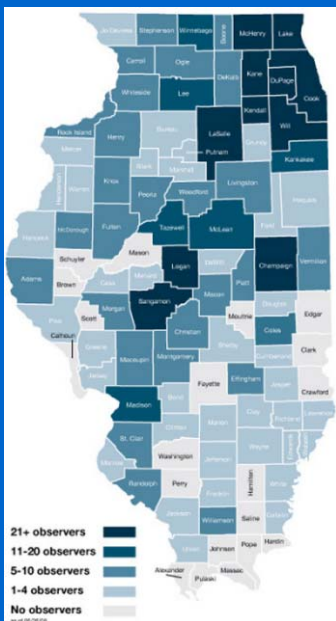 Jo Daviess
Stephenson
Winnebago
Boone
McHenry
Lake
Carroll
Ogle
DeKalb
Kane
Cook
DuPage
Whiteside
Lee
Kendall
Will
Rock Island
Henry
Bureau
LaSalle
Grundy
Mercer
Putnam
Kankakee
Stark
Marshall
Henderson
Warren
Knox
Peoria
Woodford
Livingston
Iroquois
Hancock
McDonough
Fulton
Tazewell
McLean
Ford
Schuyler
Mason
Adams
Brown
Cass
Menard
Logan
DeWitt
Champaign
Vermilion
Piatt
Macon
Pike
Scott
Morgan
Sangamon
Moultrie
Douglas
Edgar
Calhoun
Greene
Christian
Coles
Macoupin
Montgomery
Shelby
Cumberland
Clark
Jersey
Fayette
Effingham
Jasper
Crawford
Madison
Bond
Clay
Richland
Lawrence
Clinton
Marion
St. Clair
Wayne
Edwards
Wabash
Monroe
Washington
Jefferson
Randolph
Perry
Hamilton
White
Franklin
Jackson
Williamson
Saline
Gallatin
Union
Johnson
Pope
Hardin
Alexander
Pulaski
Massac
21+ observers
11-20 observers
5-10 observers
1-4 observers
No observers